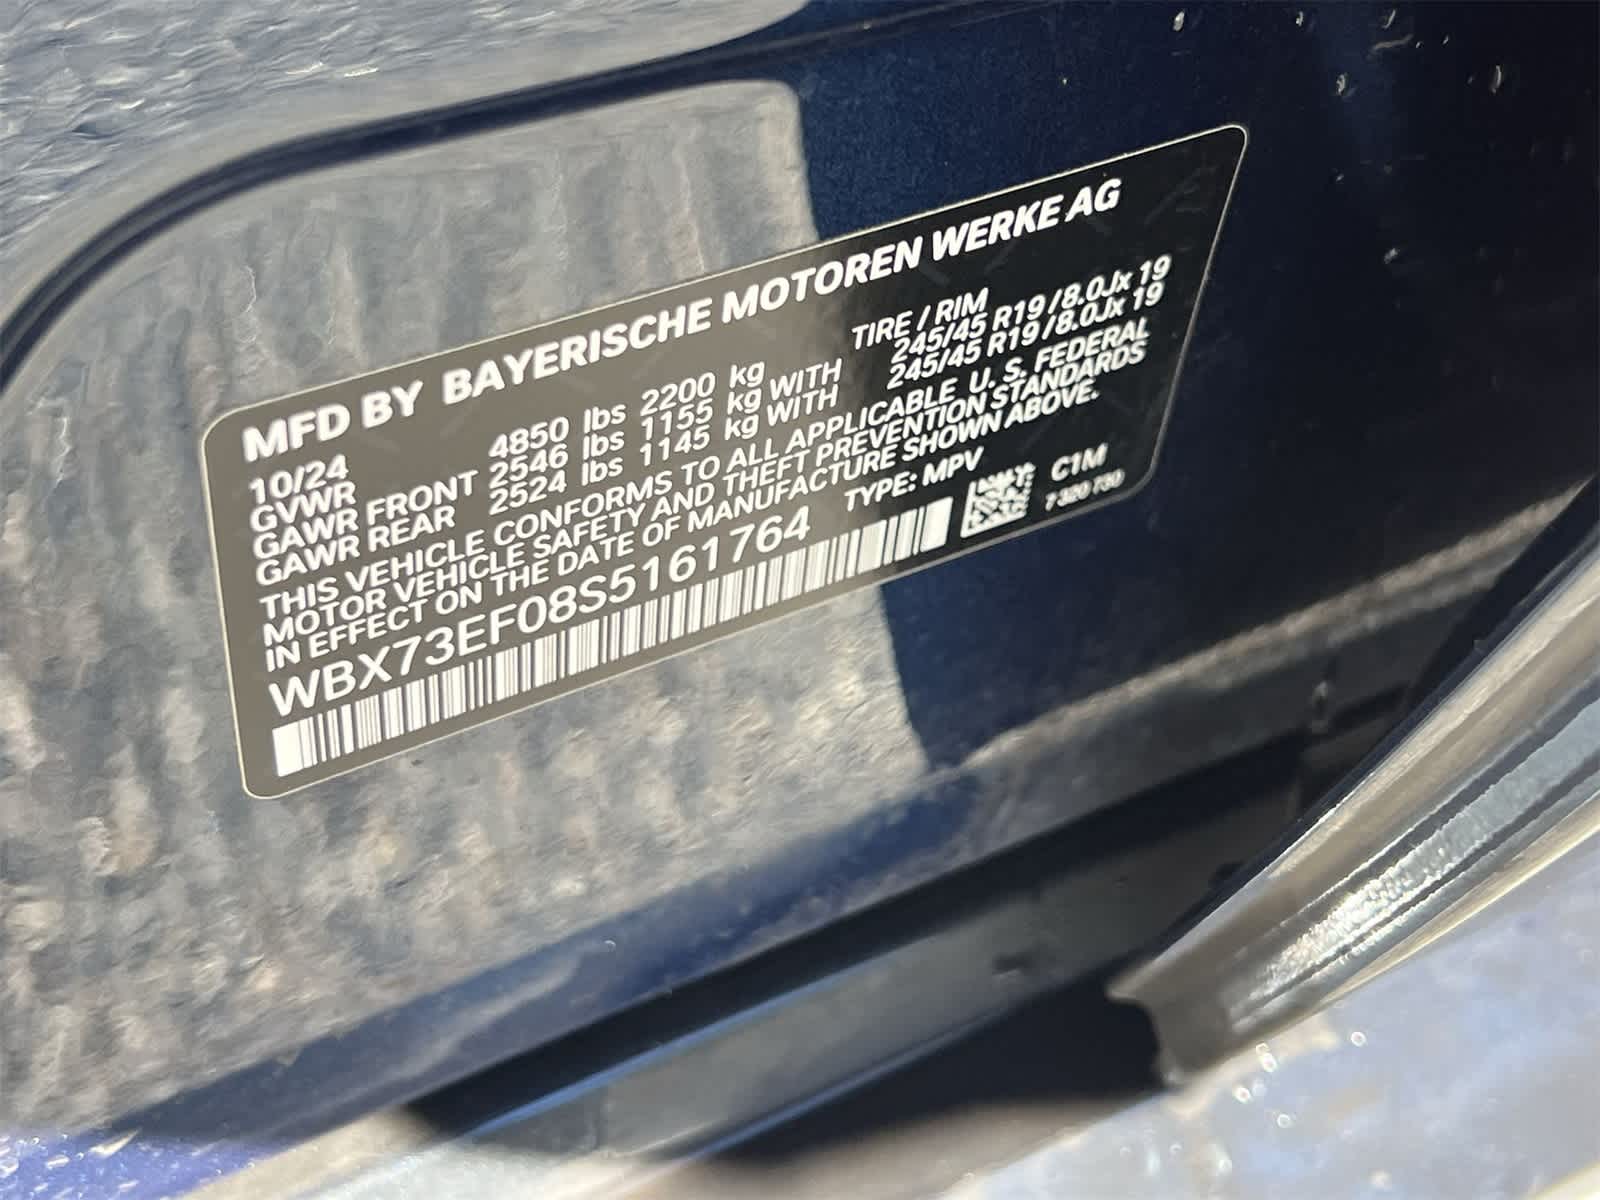 MFD BY BAYERISCHE MOTOREN WERKE AG
10/24
GVWR 4850 lbs 2200 kg TIRE / RIM
GAWR FRONT 2546 lbs 1155 kg WITH 245/45 R19 / 8.0Jx 19
GAWR REAR 2524 lbs 1145 kg WITH 245/45 R19 / 8.0Jx 19
THIS VEHICLE CONFORMS TO ALL APPLICABLE U. S. FEDERAL
MOTOR VEHICLE SAFETY AND THEFT PREVENTION STANDARDS
IN EFFECT ON THE DATE OF MANUFACTURE SHOWN ABOVE.
WBX73EF08S5161764 TYPE: MPV C1M
7 320 730